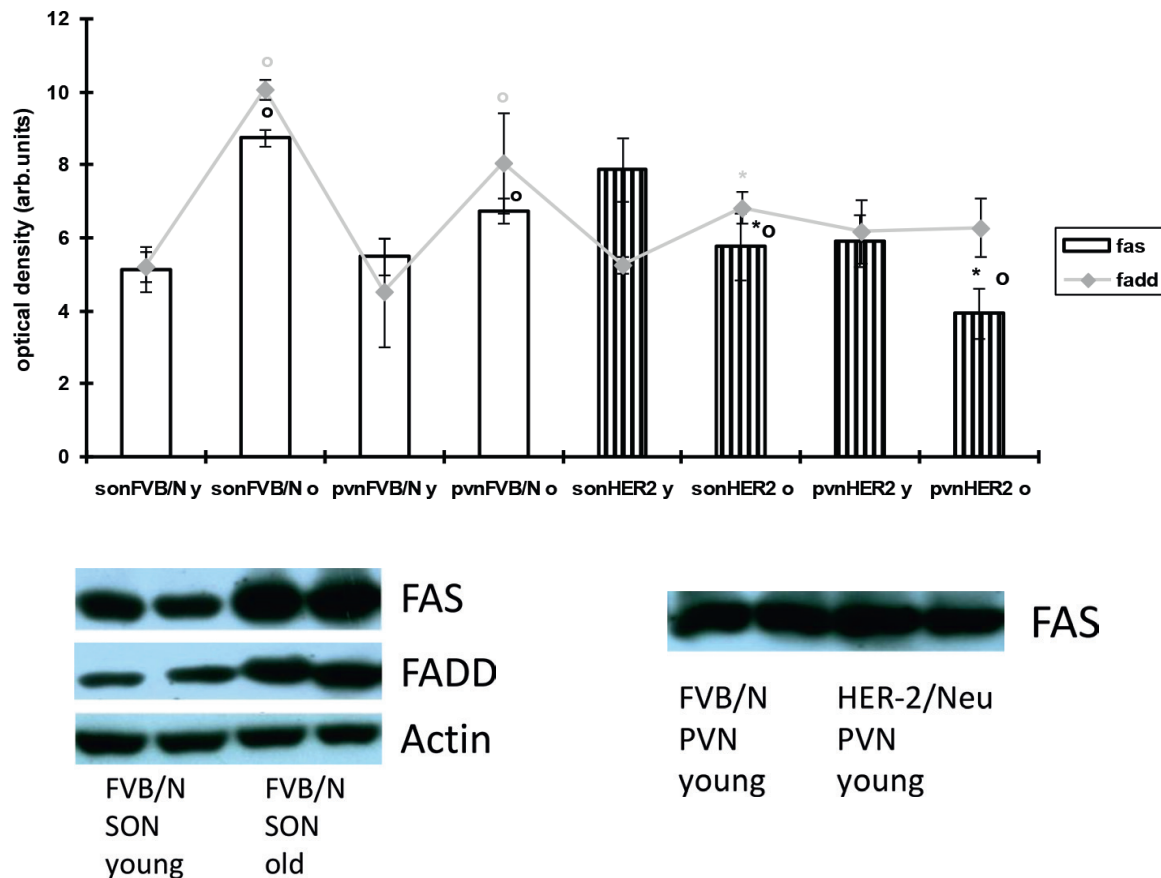 12
10
8
6
4
2
0
optical density (arb.units)
o
o
o
o
*
*o
* o
sonFVB/N y sonFVB/N o pvnFVB/N y pvnFVB/N o sonHER2 y sonHER2 o pvnHER2 y pvnHER2 o
fas
fadd
FAS
FADD
Actin
FVB/N
SON
young
FVB/N
SON
old
FAS
FVB/N
PVN
young
HER-2/Neu
PVN
young